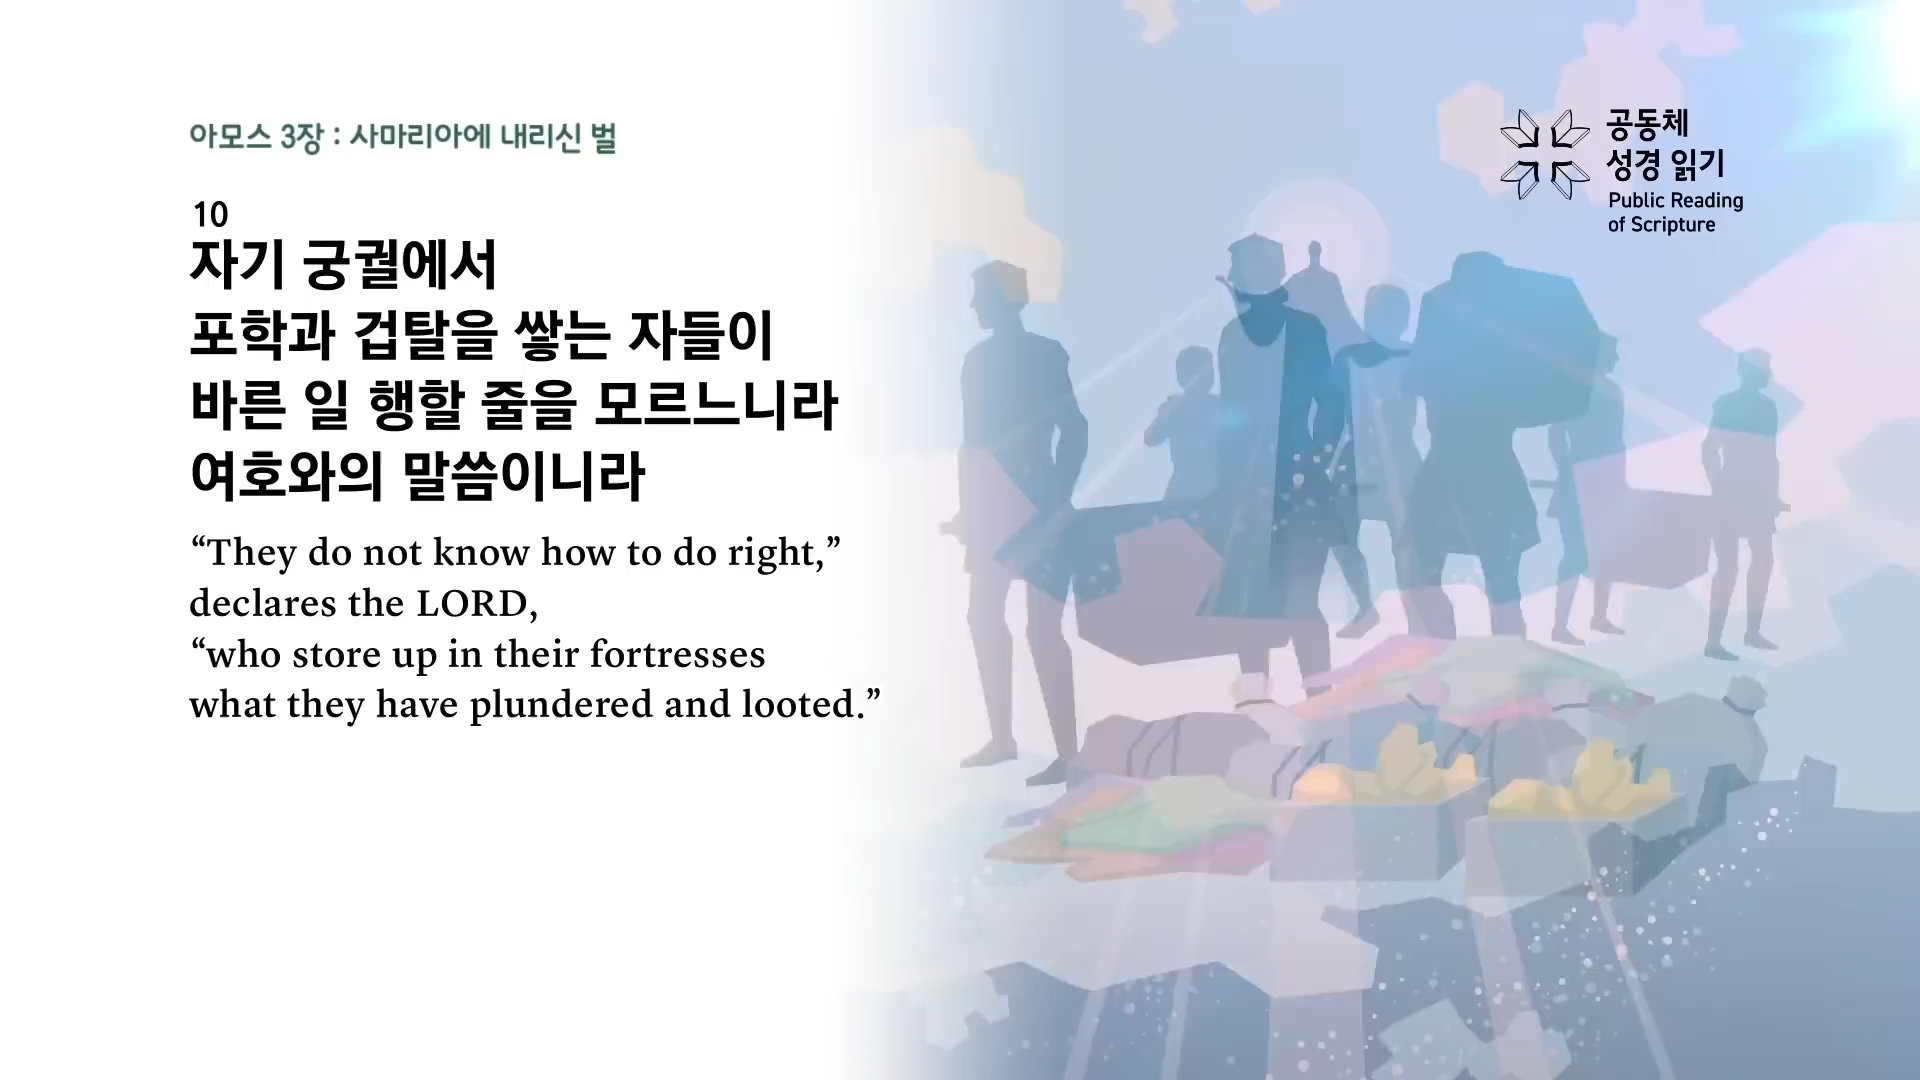 아모스 3장 : 사마리아에 내리신 벌
10
자기 궁궐에서
포학과 겁탈을 쌓는 자들이
바른 일 행할 줄을 모르느니라
여호와의 말씀이니라
“They do not know how to do right,”
declares the LORD,
“who store up in their fortresses
what they have plundered and looted.”
공동체
성경 읽기
Public Reading
of Scripture